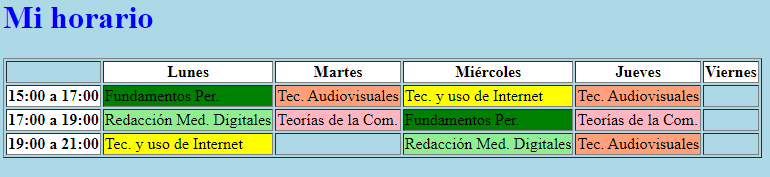 Mi horario
Lunes Martes Miércoles Jueves Viernes
15:00 a 17:00 Fundamentos Per. Tec. Audiovisuales Tec. y uso de Internet Tec. Audiovisuales
17:00 a 19:00 Redacción Med. Digitales Teorías de la Com. Fundamentos Per. Teorías de la Com.
19:00 a 21:00 Tec. y uso de Internet Redacción Med. Digitales Tec. Audiovisuales